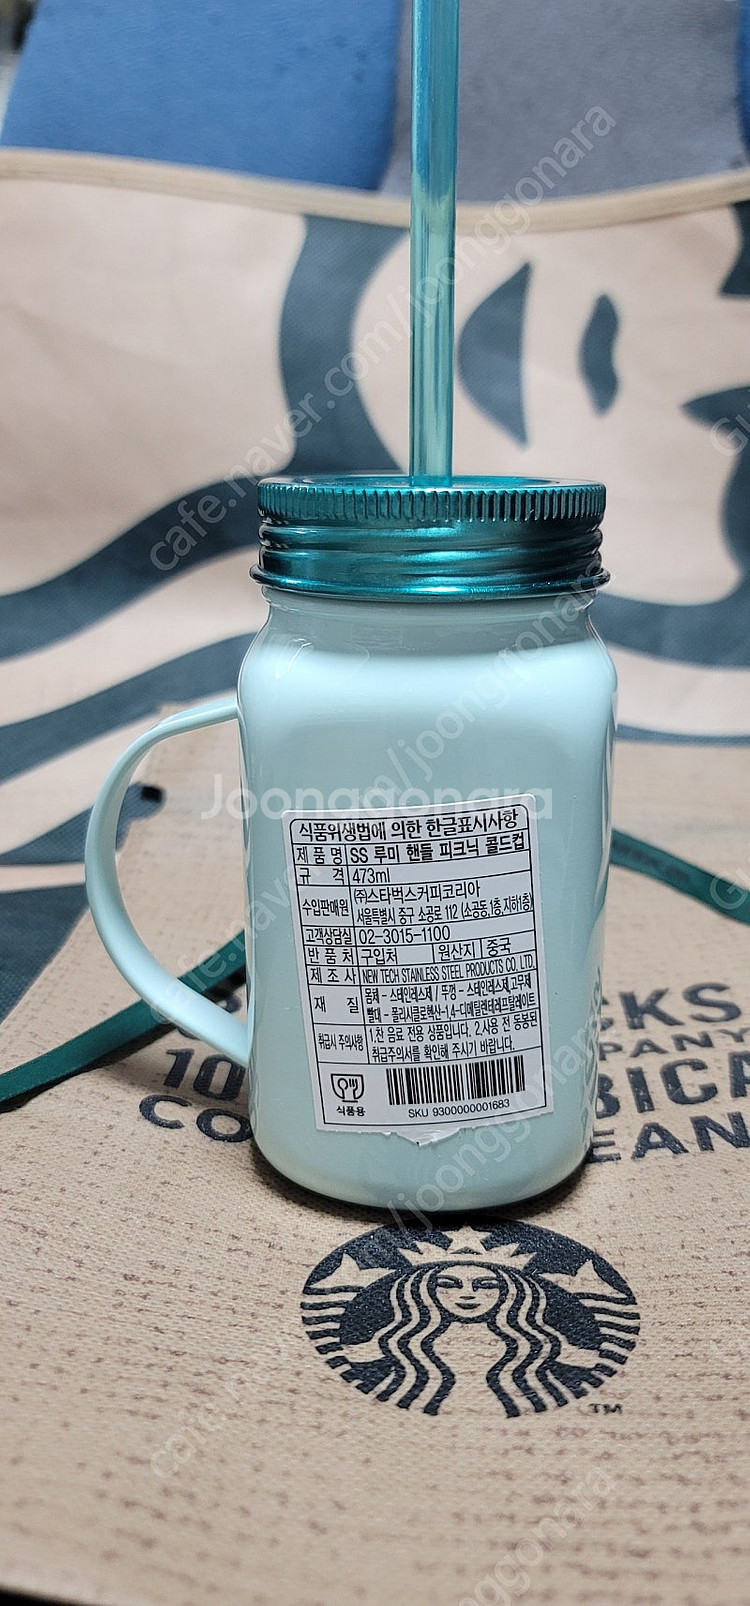 식품위생법에 의한 한글표시사항
제 품 명 SS 루미 핸들 피크닉 콜드컵
규 격 473ml
수입판매원 ㈜스타벅스커피코리아
서울특별시 중구 소공로 112 (소공동,1층,지하1층)
고객상담실 02-3015-1100
반 품 처 구입처 원산지 중국
제 조 사 NEW TECH STAINLESS STEEL PRODUCTS CO. LTD
재 질 몸체 - 스테인레스제 / 뚜껑 - 스테인레스제,고무제
빨대 - 폴리시클로헥산-1,4-디메틸렌테레프탈레이트
취급시 주의사항 1.찬 음료 전용 상품입니다. 2.사용 전 동봉된
취급주의서를 확인해 주시기 바랍니다.
식품용
SKU 9300000001683
CKS
PANY
10
BICA
CO
EAN
TM
Joonggonara
cafe.naver.com/joonggonara